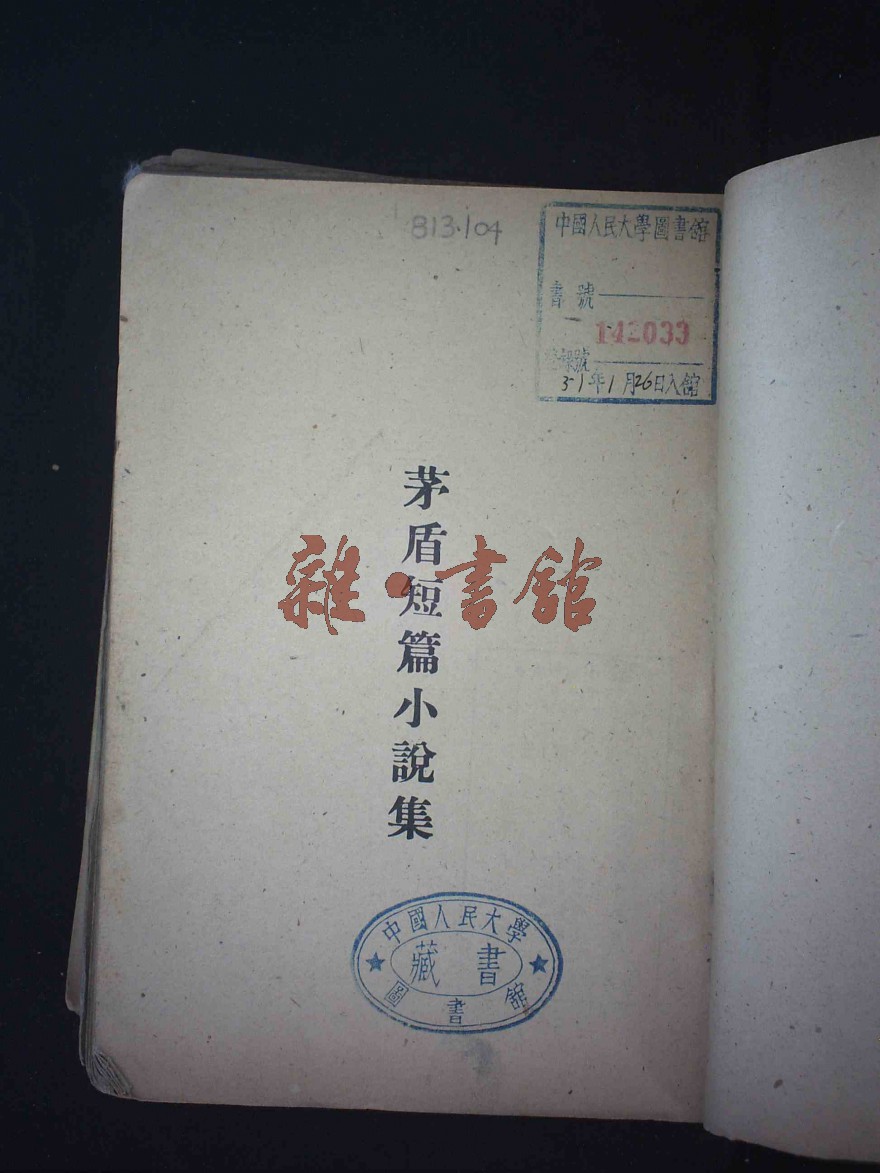 813·104
中國人民大學圖書館
書號
142033
登錄號
51年1月26日入館
茅盾短篇小說集
雜·書館
中國人民大學
藏書
圖書館